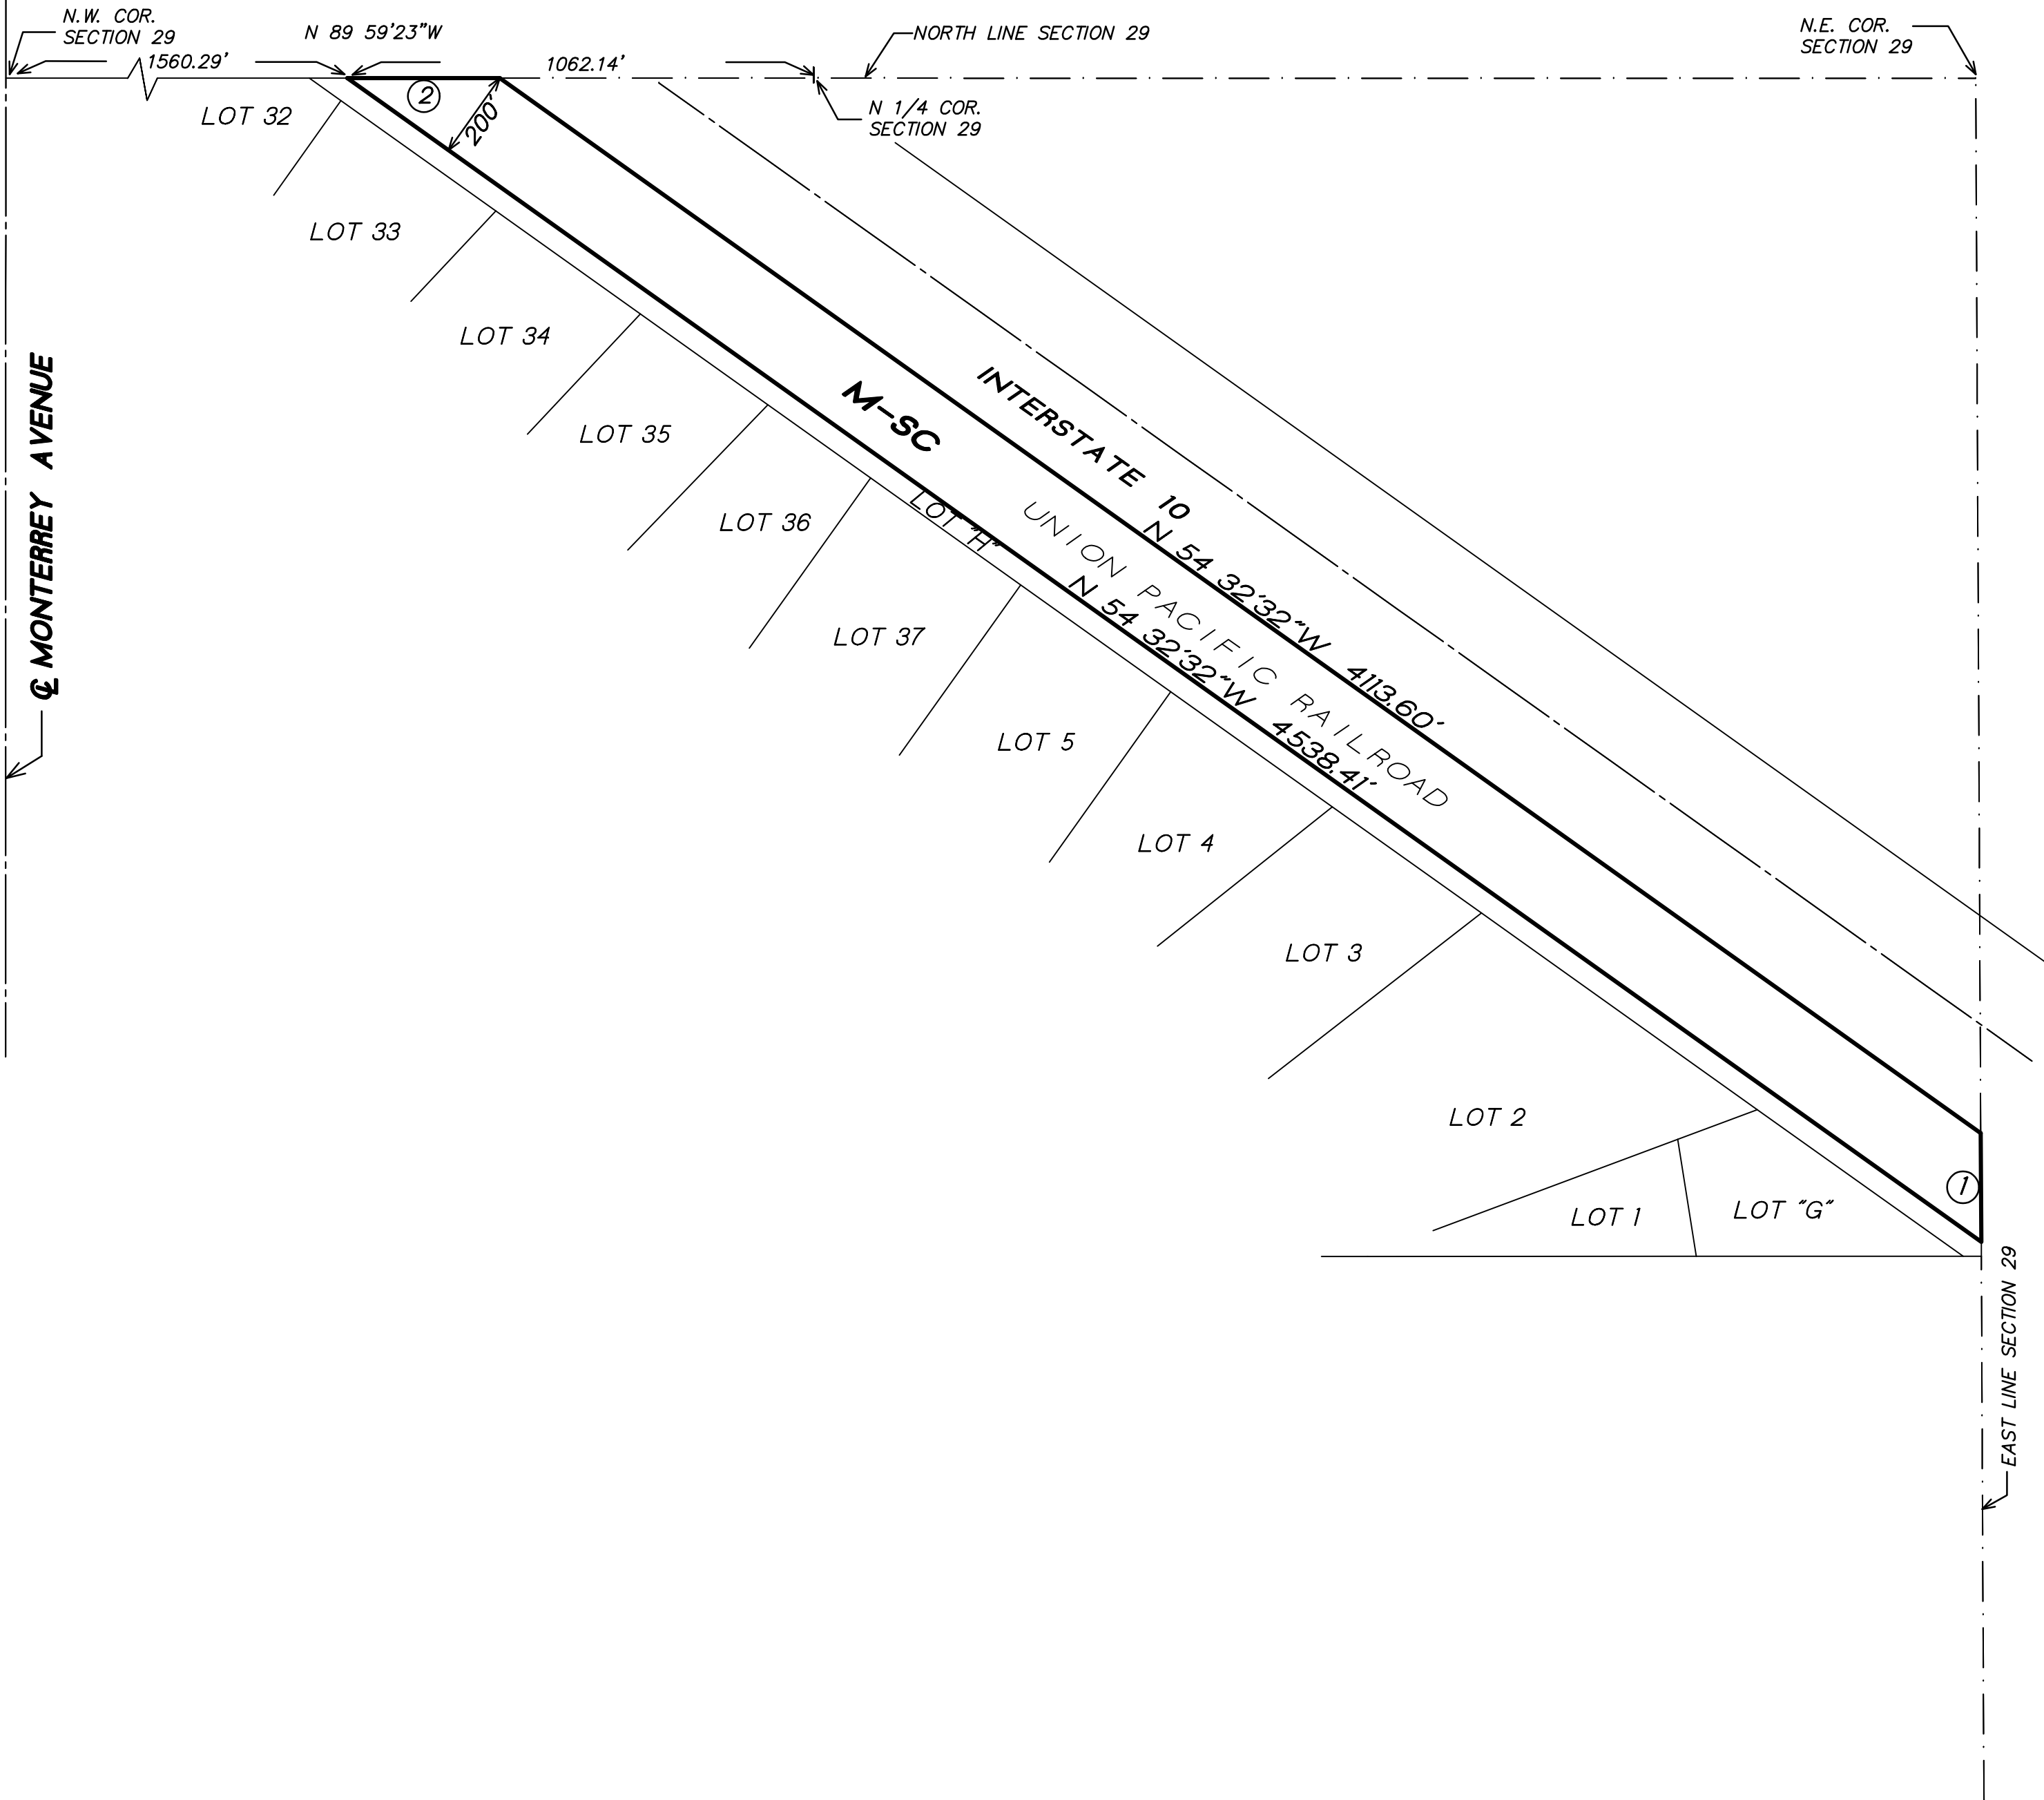 N.W. COR.
SECTION 29
N 89 59'23"W
1560.29'
1062.14'
NORTH LINE SECTION 29
N.E. COR.
SECTION 29
N 1/4 COR.
SECTION 29
2
200'
LOT 32
LOT 33
LOT 34
LOT 35
LOT 36
LOT 37
LOT "H"
M-SC
INTERSTATE 10
N 54 32'32"W 4113.60'
UNION PACIFIC RAILROAD
N 54 32'32"W 4538.41'
℄ MONTERREY AVENUE
LOT 5
LOT 4
LOT 3
LOT 2
LOT 1
LOT "G"
1
EAST LINE SECTION 29